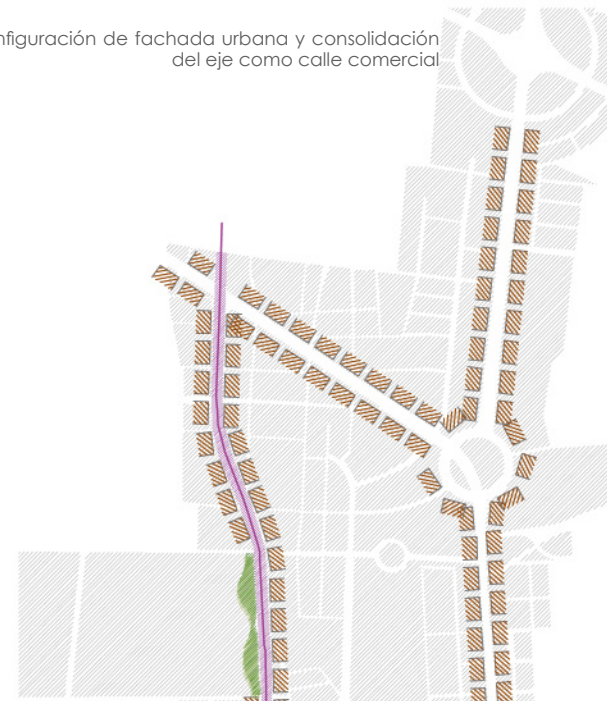 nfiguración de fachada urbana y consolidación
del eje como calle comercial